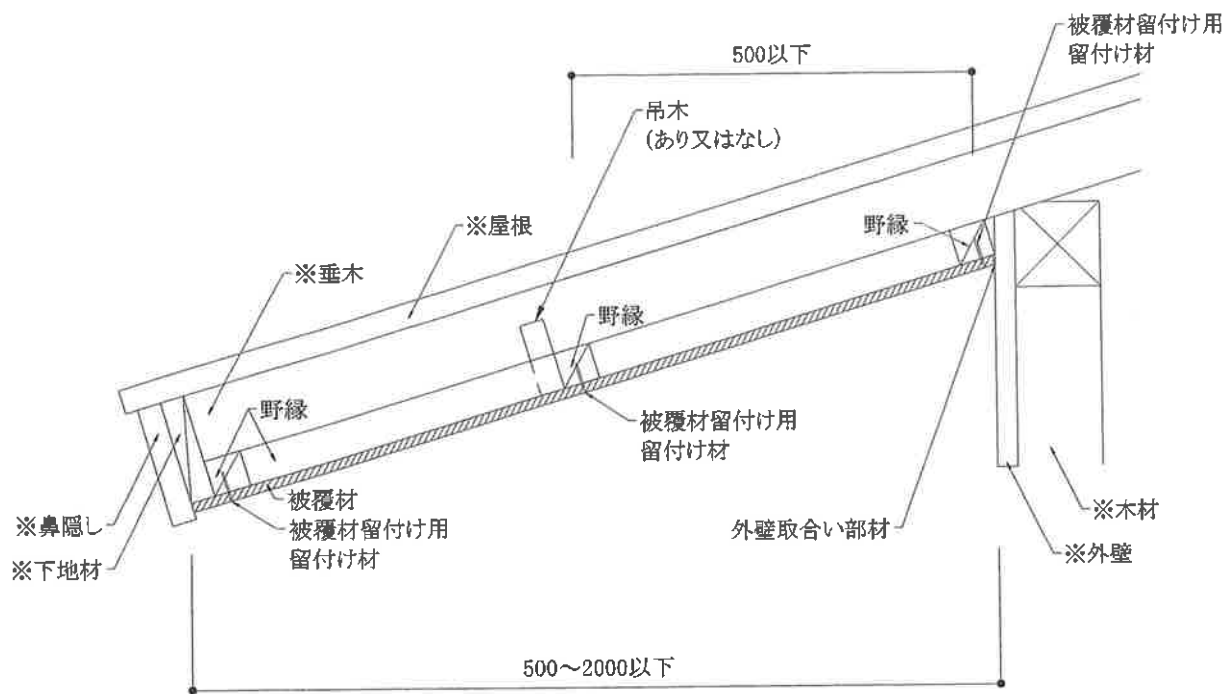 被覆材留付け用
留付け材
500以下
吊木
(あり又はなし)
※屋根
野縁
※垂木
野縁
野縁
被覆材留付け用
留付け材
被覆材
被覆材留付け用
留付け材
※鼻隠し
※下地材
外壁取合い部材
※木材
※外壁
500～2000以下